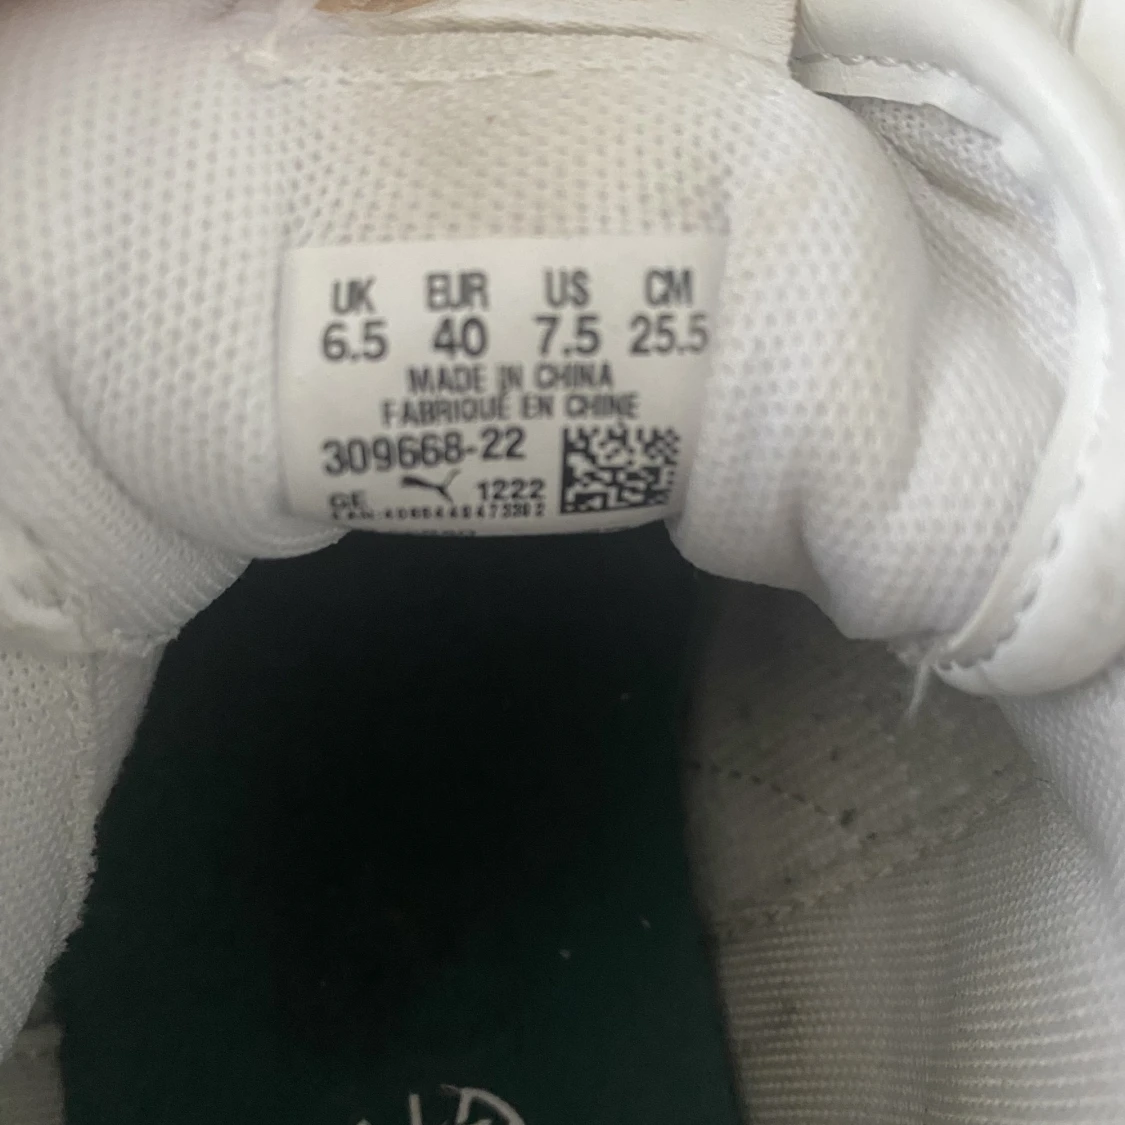 UK EUR US CM
6.5 40 7.5 25.5
MADE IN CHINA
FABRIQUÉ EN CHINE
309668-22
GF 1222